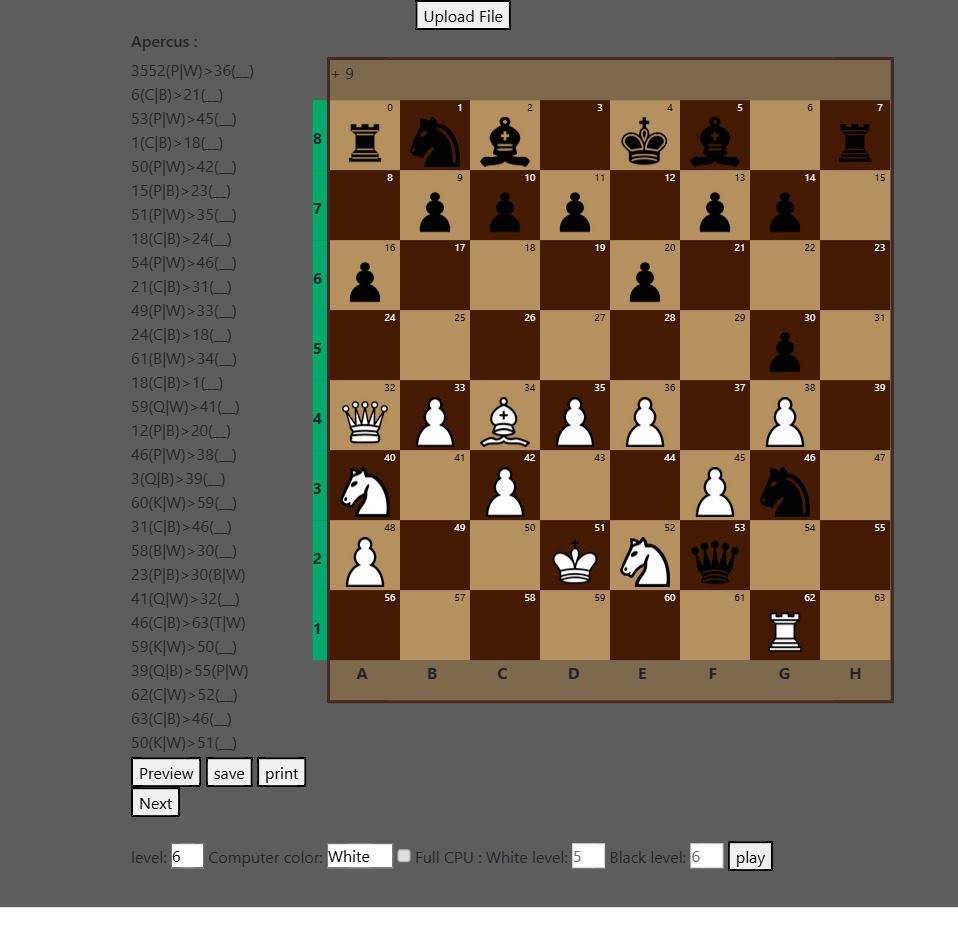 Upload File
Apercus :
3552(P|W)>36(__)
6(C|B)>21(__)
53(P|W)>45(__)
1(C|B)>18(__)
50(P|W)>42(__)
15(P|B)>23(__)
51(P|W)>35(__)
18(C|B)>24(__)
54(P|W)>46(__)
21(C|B)>31(__)
49(P|W)>33(__)
24(C|B)>18(__)
61(B|W)>34(__)
18(C|B)>1(__)
59(Q|W)>41(__)
12(P|B)>20(__)
46(P|W)>38(__)
3(Q|B)>39(__)
60(K|W)>59(__)
31(C|B)>46(__)
58(B|W)>30(__)
23(P|B)>30(B|W)
41(Q|W)>32(__)
46(C|B)>63(T|W)
59(K|W)>50(__)
39(Q|B)>55(P|W)
62(C|W)>52(__)
63(C|B)>46(__)
50(K|W)>51(__)
Preview save print
Next
+ 9
0 1 2 3 4 5 6 7
8
8 9 10 11 12 13 14 15
7
16 17 18 19 20 21 22 23
6
24 25 26 27 28 29 30 31
5
32 33 34 35 36 37 38 39
4
40 41 42 43 44 45 46 47
3
48 49 50 51 52 53 54 55
2
56 57 58 59 60 61 62 63
1
A B C D E F G H
level: 6 Computer color: White Full CPU : White level: 5 Black level: 6 play